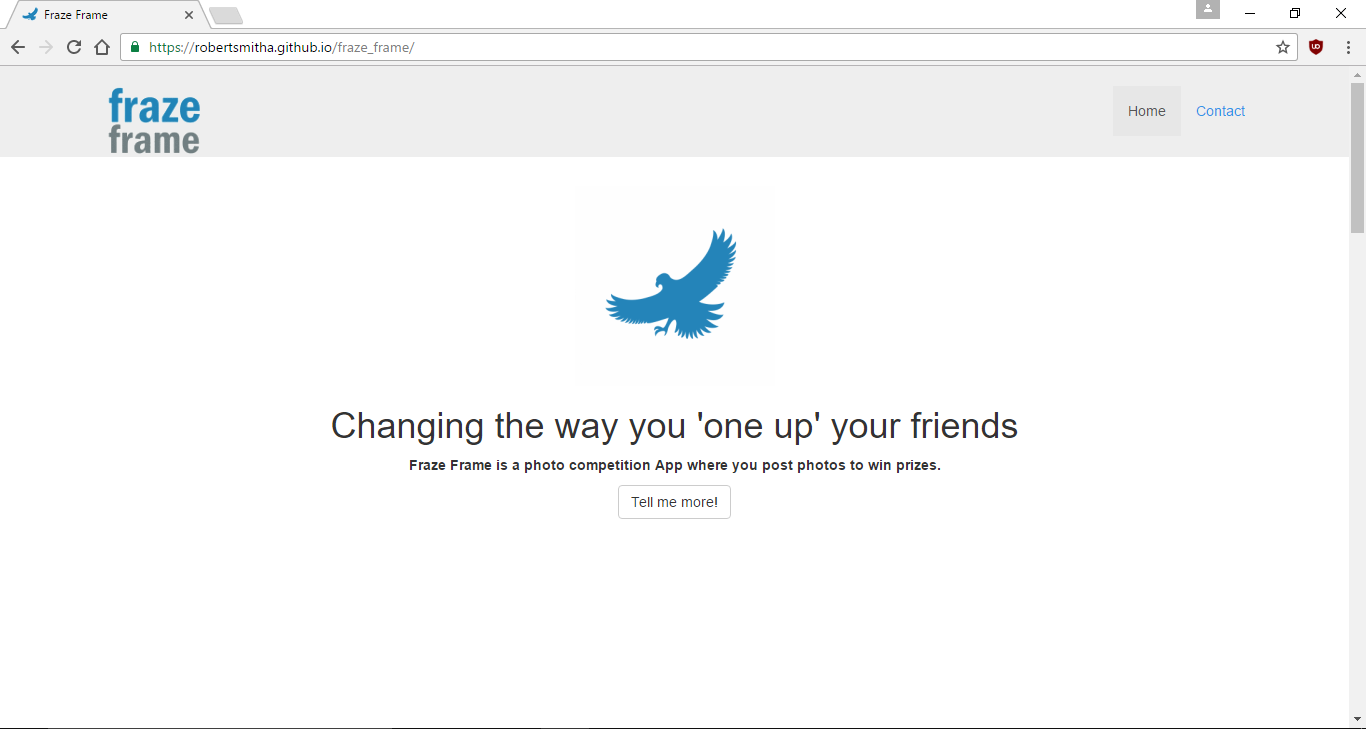 Fraze Frame
https://robertsmitha.github.io/fraze_frame/
fraze
frame
Home
Contact
Changing the way you 'one up' your friends
Fraze Frame is a photo competition App where you post photos to win prizes.
Tell me more!